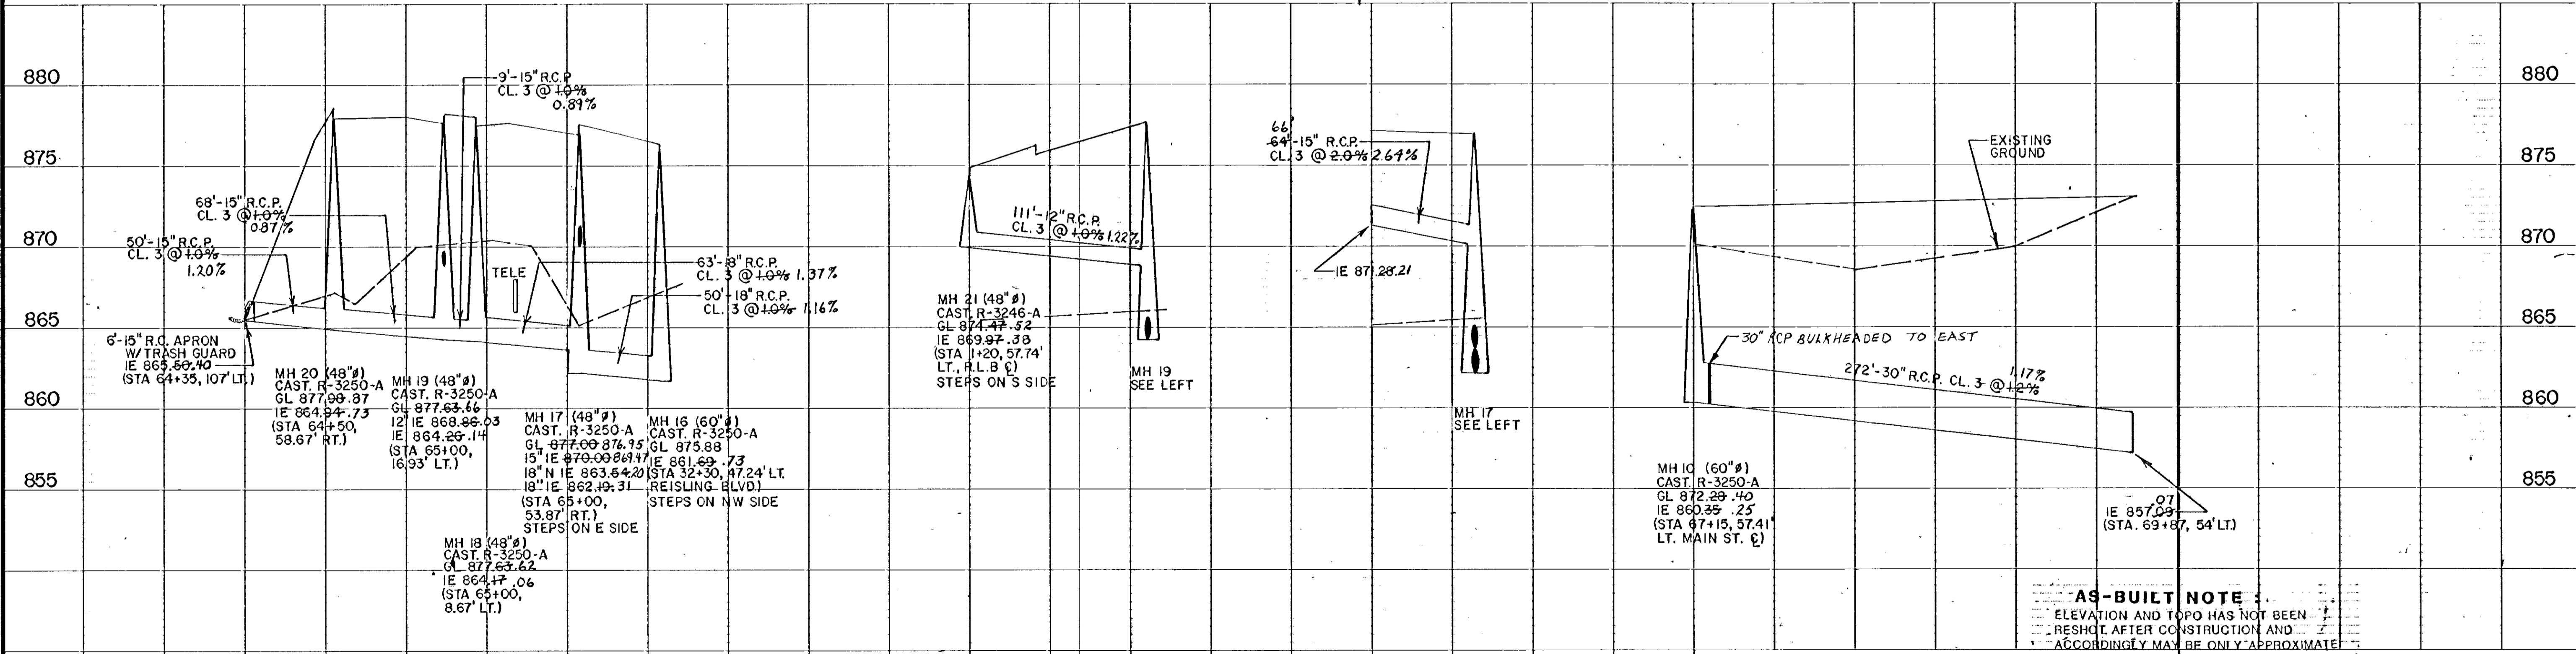 880
875
870
865
860
855
9'-15" R.C.P.
CL. 3 @ 1.0%
0.89%
68'-15" R.C.P.
CL. 3 @ 1.0%
0.87%
50'-15" R.C.P.
CL. 3 @ 1.0%
1.20%
TELE
63'-18" R.C.P.
CL. 3 @ 1.0% 1.37%
50'-18" R.C.P.
CL. 3 @ 1.0% 1.16%
6'-15" R.C. APRON
W/TRASH GUARD
IE 865.50 .40
(STA 64+35, 107' LT.)
MH 20 (48"ø)
CAST. R-3250-A
GL 877.98 .87
IE 864.94 .73
(STA 64+50,
58.67' RT.)
MH 19 (48"ø)
CAST. R-3250-A
GL 877.63 .66
12" IE 868.86 .03
IE 864.26 .14
(STA 65+00,
16.93' LT.)
MH 18 (48"ø)
CAST. R-3250-A
GL 877.63 .62
IE 864.17 .06
(STA 65+00,
8.67' LT.)
MH 17 (48"ø)
CAST. R-3250-A
GL 877.00 876.95
15" IE 870.00 869.47
18" N IE 863.54 .20
18" IE 862.19 .31
(STA 65+00,
53.87' RT.)
STEPS ON E SIDE
MH 16 (60"ø)
CAST. R-3250-A
GL 875.88
IE 861.69 .73
(STA 32+30, 47.24' LT.
REISLING BLVD.)
STEPS ON NW SIDE
111'-12" R.C.P.
CL. 3 @ 1.0% 1.22%
MH 21 (48"ø)
CAST. R-3246-A
GL 874.47 .52
IE 869.97 .38
(STA 1+20, 57.74'
LT., R.L.B ℄)
STEPS ON S SIDE
MH 19
SEE LEFT
66'
64'-15" R.C.P.
CL. 3 @ 2.0% 2.64%
IE 871.28 .21
MH 17
SEE LEFT
EXISTING
GROUND
30" RCP BULKHEADED TO EAST
1.17%
272'-30" R.C.P. CL. 3 @ 1.2%
MH 10 (60"ø)
CAST. R-3250-A
GL 872.28 .40
IE 860.35 .25
(STA 67+15, 57.41'
LT. MAIN ST. ℄)
.07
IE 857.09
(STA. 69+87, 54' LT.)
880
875
870
865
860
855
AS-BUILT NOTE :
ELEVATION AND TOPO HAS NOT BEEN
RESHOT AFTER CONSTRUCTION AND
ACCORDINGLY MAY BE ONLY APPROXIMATE